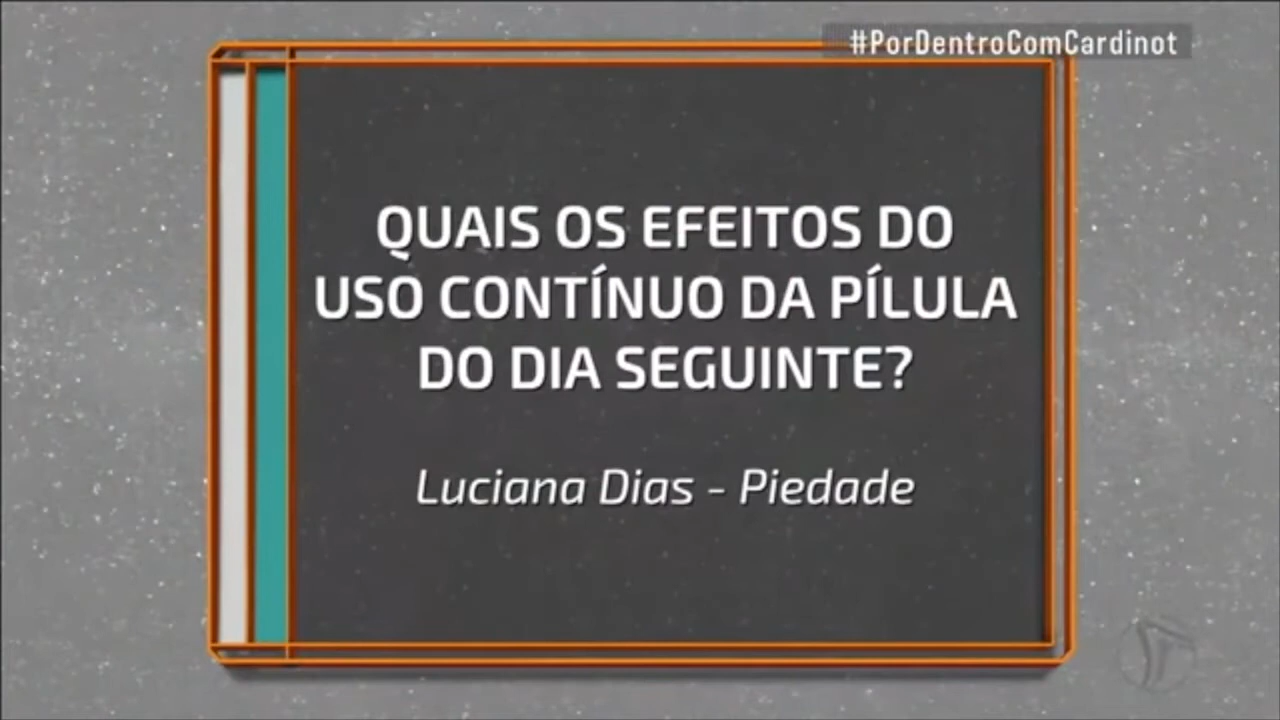 #PorDentroComCardinot
QUAIS OS EFEITOS DO
USO CONTÍNUO DA PÍLULA
DO DIA SEGUINTE?
Luciana Dias - Piedade